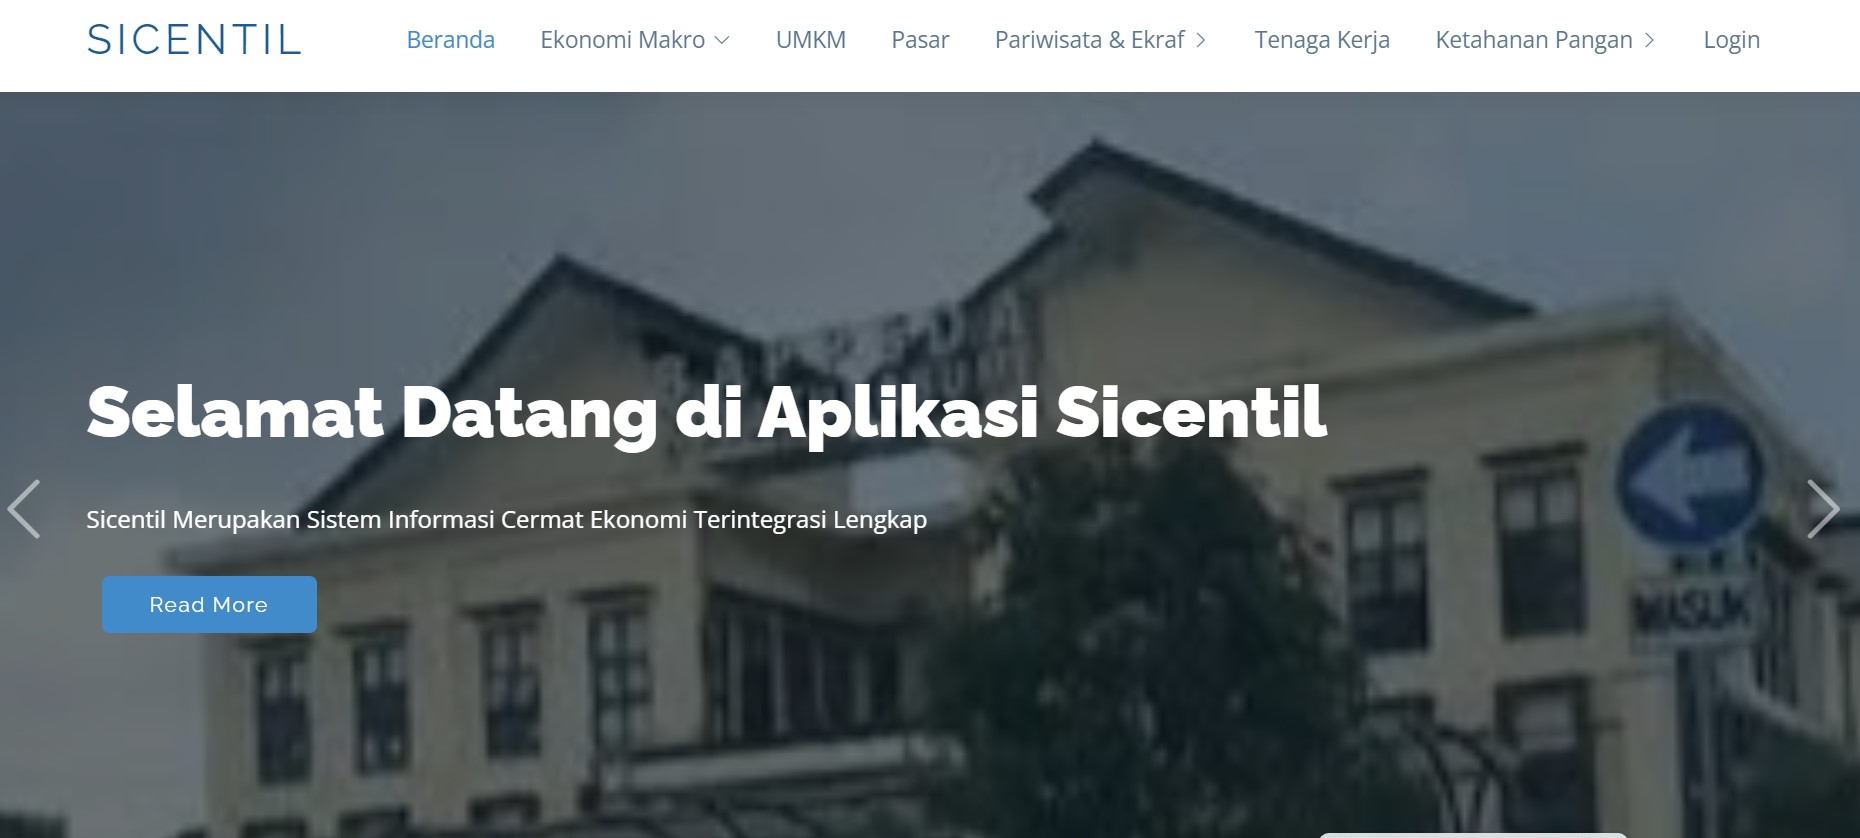 SICENTIL
Beranda
Ekonomi Makro
UMKM
Pasar
Pariwisata & Ekraf
Tenaga Kerja
Ketahanan Pangan
Login
Selamat Datang di Aplikasi Sicentil
Sicentil Merupakan Sistem Informasi Cermat Ekonomi Terintegrasi Lengkap
Read More
MASUK